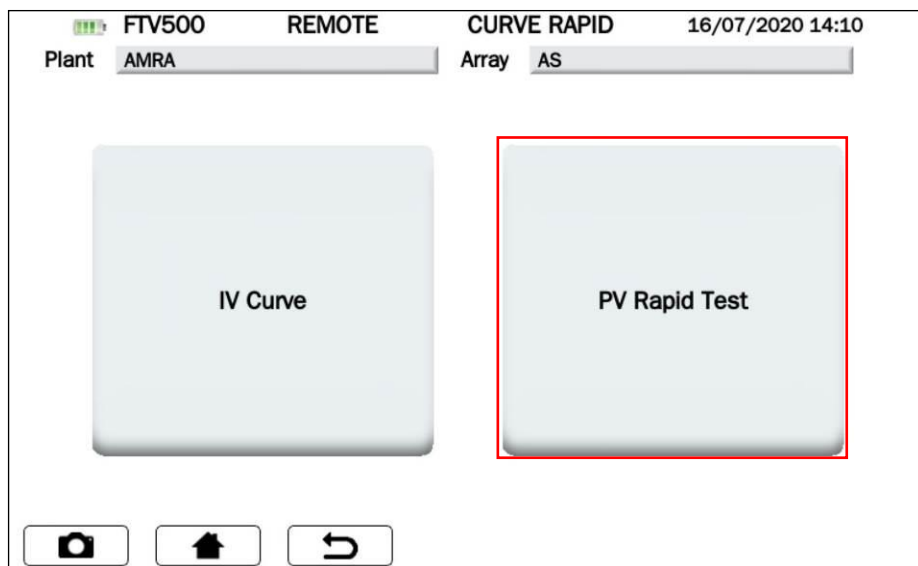 FTV500 REMOTE CURVE RAPID 16/07/2020 14:10
Plant AMRA Array AS
IV Curve PV Rapid Test